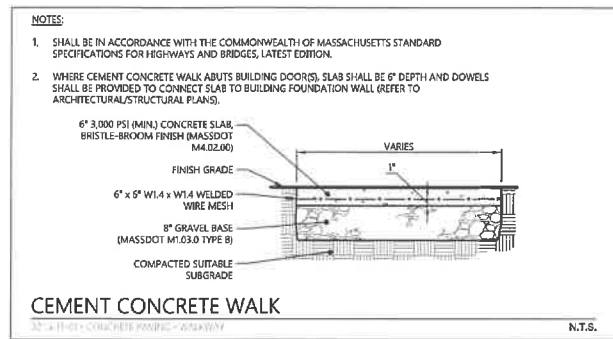 NOTES:
1. SHALL BE IN ACCORDANCE WITH THE COMMONWEALTH OF MASSACHUSETTS STANDARD
SPECIFICATIONS FOR HIGHWAYS AND BRIDGES, LATEST EDITION.
2. WHERE CEMENT CONCRETE WALK ABUTS BUILDING DOOR(S), SLAB SHALL BE 6" DEPTH AND DOWELS
SHALL BE PROVIDED TO CONNECT SLAB TO BUILDING FOUNDATION WALL (REFER TO
ARCHITECTURAL/STRUCTURAL PLANS).
6" 3,000 PSI (MIN.) CONCRETE SLAB,
BRISTLE-BROOM FINISH (MASSDOT
M4.02.00)
VARIES
1"
FINISH GRADE
6" x 6" W1.4 x W1.4 WELDED
WIRE MESH
8" GRAVEL BASE
(MASSDOT M1.03.0 TYPE B)
COMPACTED SUITABLE
SUBGRADE
CEMENT CONCRETE WALK
CONCRETE PAVING - WALKWAY
N.T.S.